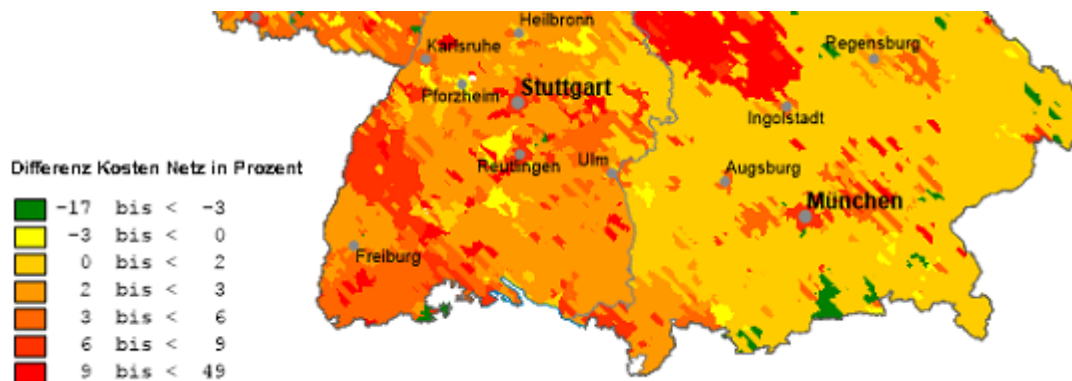 Heilbronn
Karlsruhe
Regensburg
Pforzheim
Stuttgart
Ingolstadt
Reutlingen
Ulm
Augsburg
München
Freiburg
Differenz Kosten Netz in Prozent
-17 bis < -3
-3 bis < 0
0 bis < 2
2 bis < 3
3 bis < 6
6 bis < 9
9 bis < 49